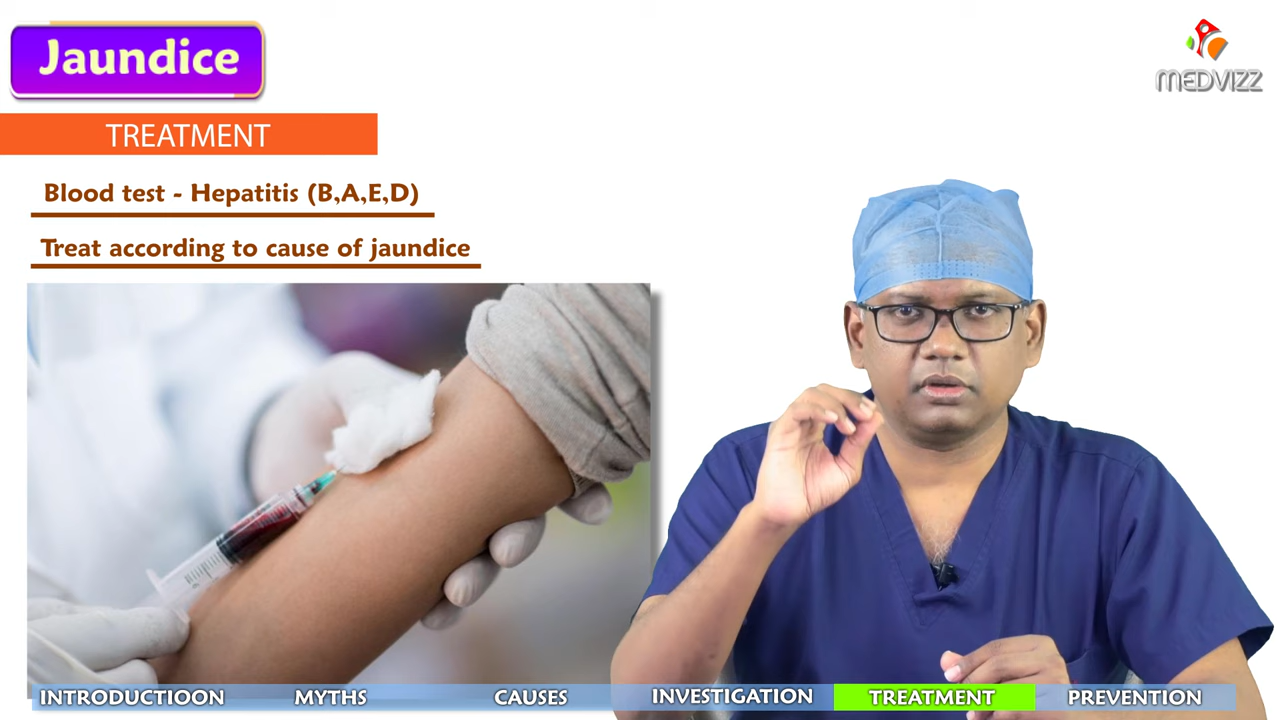 Jaundice
MEDVIZZ
TREATMENT
Blood test - Hepatitis (B,A,E,D)
Treat according to cause of jaundice
INTRODUCTIOON MYTHS CAUSES INVESTIGATION TREATMENT PREVENTION